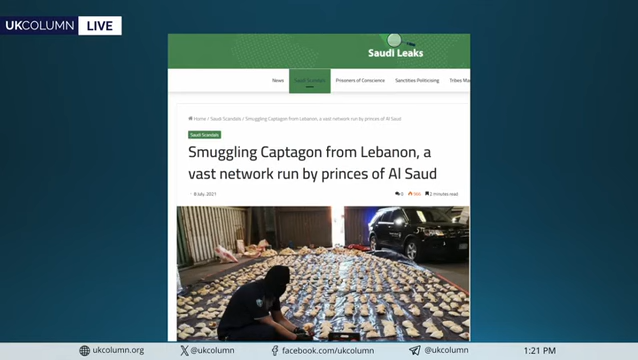 UKCOLUMN LIVE
Saudi Leaks
News Saudi Scandals Prisoners of Conscience Sanctities Politicising Tribes Ma
Home / Saudi Scandals / Smuggling Captagon from Lebanon, a vast network run by princes of Al Saud
Saudi Scandals
Smuggling Captagon from Lebanon, a
vast network run by princes of Al Saud
- 8 July، 2021 0 566 2 minutes read
ukcolumn.org @ukcolumn facebook.com/ukcolumn @ukcolumn 1:21 PM